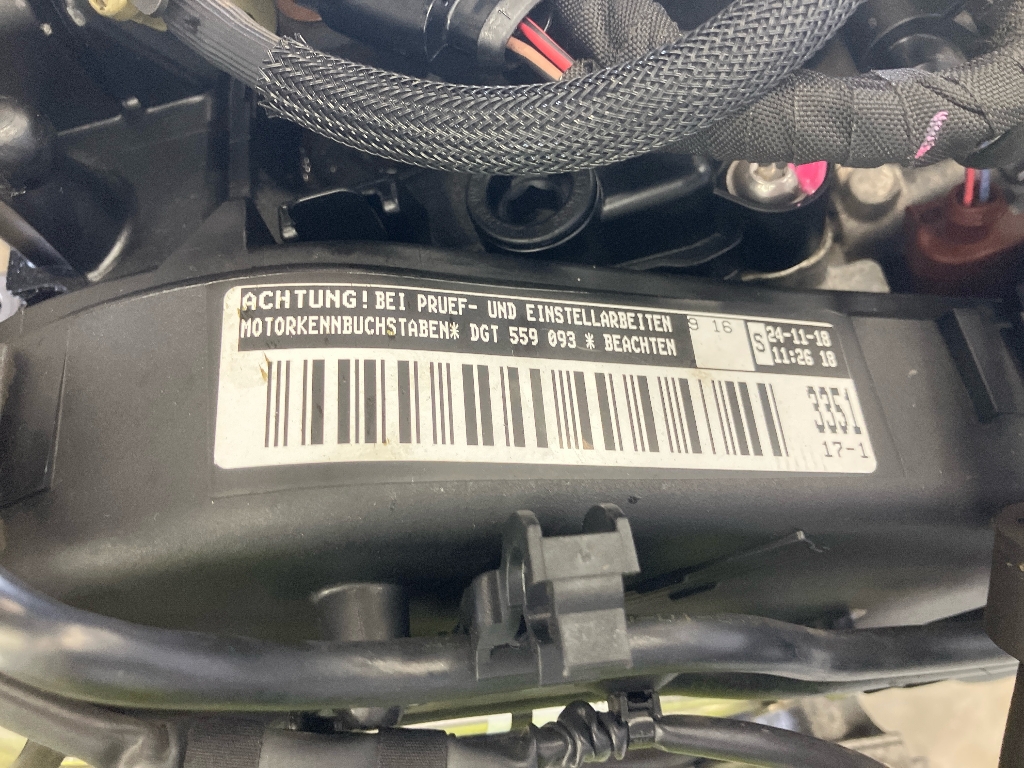 ACHTUNG! BEI PRUEF- UND EINSTELLARBEITEN
MOTORKENNBUCHSTABEN* DGT 559 093 * BEACHTEN
9 16
S
24-11-18
11:26 18
3351
17-1